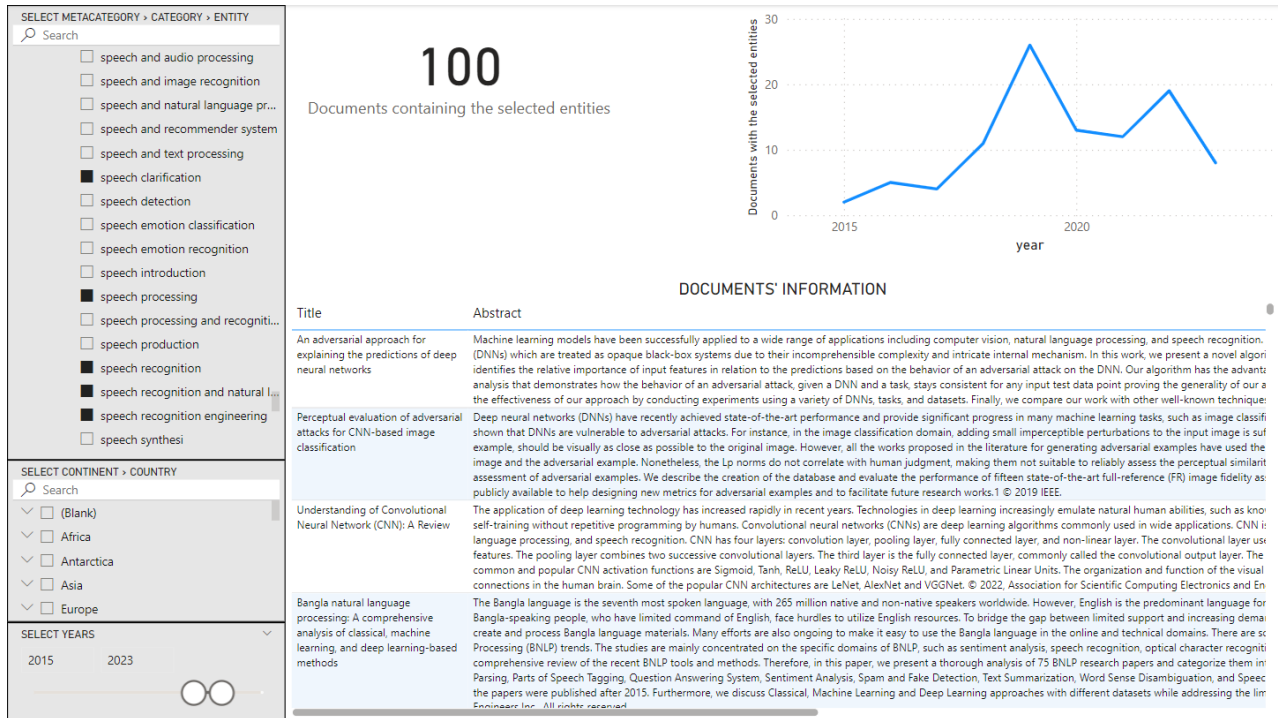 SELECT METACATEGORY > CATEGORY > ENTITY
Search
speech and audio processing
speech and image recognition
speech and natural language pr...
speech and recommender system
speech and text processing
speech clarification
speech detection
speech emotion classification
speech emotion recognition
speech introduction
speech processing
speech processing and recogniti...
speech production
speech recognition
speech recognition and natural l...
speech recognition engineering
speech synthesi
SELECT CONTINENT > COUNTRY
Search
(Blank)
Africa
Antarctica
Asia
Europe
SELECT YEARS
2015 2023
100
Documents containing the selected entities
Documents with the selected entities
30
20
10
0
2015 2020
year
DOCUMENTS' INFORMATION
Title Abstract
An adversarial approach for
explaining the predictions of deep
neural networks
Machine learning models have been successfully applied to a wide range of applications including computer vision, natural language processing, and speech recognition.
(DNNs) which are treated as opaque black-box systems due to their incomprehensible complexity and intricate internal mechanism. In this work, we present a novel algori
identifies the relative importance of input features in relation to the predictions based on the behavior of an adversarial attack on the DNN. Our algorithm has the advanta
analysis that demonstrates how the behavior of an adversarial attack, given a DNN and a task, stays consistent for any input test data point proving the generality of our a
the effectiveness of our approach by conducting experiments using a variety of DNNs, tasks, and datasets. Finally, we compare our work with other well-known technique
Perceptual evaluation of adversarial
attacks for CNN-based image
classification
Deep neural networks (DNNs) have recently achieved state-of-the-art performance and provide significant progress in many machine learning tasks, such as image classifi
shown that DNNs are vulnerable to adversarial attacks. For instance, in the image classification domain, adding small imperceptible perturbations to the input image is suf
example, should be visually as close as possible to the original image. However, all the works proposed in the literature for generating adversarial examples have used the
image and the adversarial example. Nonetheless, the Lp norms do not correlate with human judgment, making them not suitable to reliably assess the perceptual similarit
assessment of adversarial examples. We describe the creation of the database and evaluate the performance of fifteen state-of-the-art full-reference (FR) image fidelity as
publicly available to help designing new metrics for adversarial examples and to facilitate future research works.1 © 2019 IEEE.
Understanding of Convolutional
Neural Network (CNN): A Review
The application of deep learning technology has increased rapidly in recent years. Technologies in deep learning increasingly emulate natural human abilities, such as know
self-training without repetitive programming by humans. Convolutional neural networks (CNNs) are deep learning algorithms commonly used in wide applications. CNN is
language processing, and speech recognition. CNN has four layers: convolution layer, pooling layer, fully connected layer, and non-linear layer. The convolutional layer use
features. The pooling layer combines two successive convolutional layers. The third layer is the fully connected layer, commonly called the convolutional output layer. The
common and popular CNN activation functions are Sigmoid, Tanh, ReLU, Leaky ReLU, Noisy ReLU, and Parametric Linear Units. The organization and function of the visual
connections in the human brain. Some of the popular CNN architectures are LeNet, AlexNet and VGGNet. © 2022, Association for Scientific Computing Electronics and En
Bangla natural language
processing: A comprehensive
analysis of classical, machine
learning, and deep learning-based
methods
The Bangla language is the seventh most spoken language, with 265 million native and non-native speakers worldwide. However, English is the predominant language for
Bangla-speaking people, who have limited command of English, face hurdles to utilize English resources. To bridge the gap between limited support and increasing dema
create and process Bangla language materials. Many efforts are also ongoing to make it easy to use the Bangla language in the online and technical domains. There are so
Processing (BNLP) trends. The studies are mainly concentrated on the specific domains of BNLP, such as sentiment analysis, speech recognition, optical character recogniti
comprehensive review of the recent BNLP tools and methods. Therefore, in this paper, we present a thorough analysis of 75 BNLP research papers and categorize them in
Parsing, Parts of Speech Tagging, Question Answering System, Sentiment Analysis, Spam and Fake Detection, Text Summarization, Word Sense Disambiguation, and Speec
the papers were published after 2015. Furthermore, we discuss Classical, Machine Learning and Deep Learning approaches with different datasets while addressing the lim
Engineers Inc.. All rights reserved.